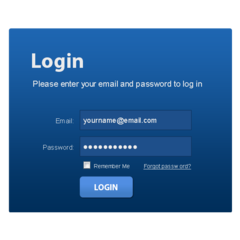 Login
Please enter your email and password to log in
Email: yourname@email.com
Password: ●●●●●●●●●●●
Remember Me Forgot password?
LOGIN